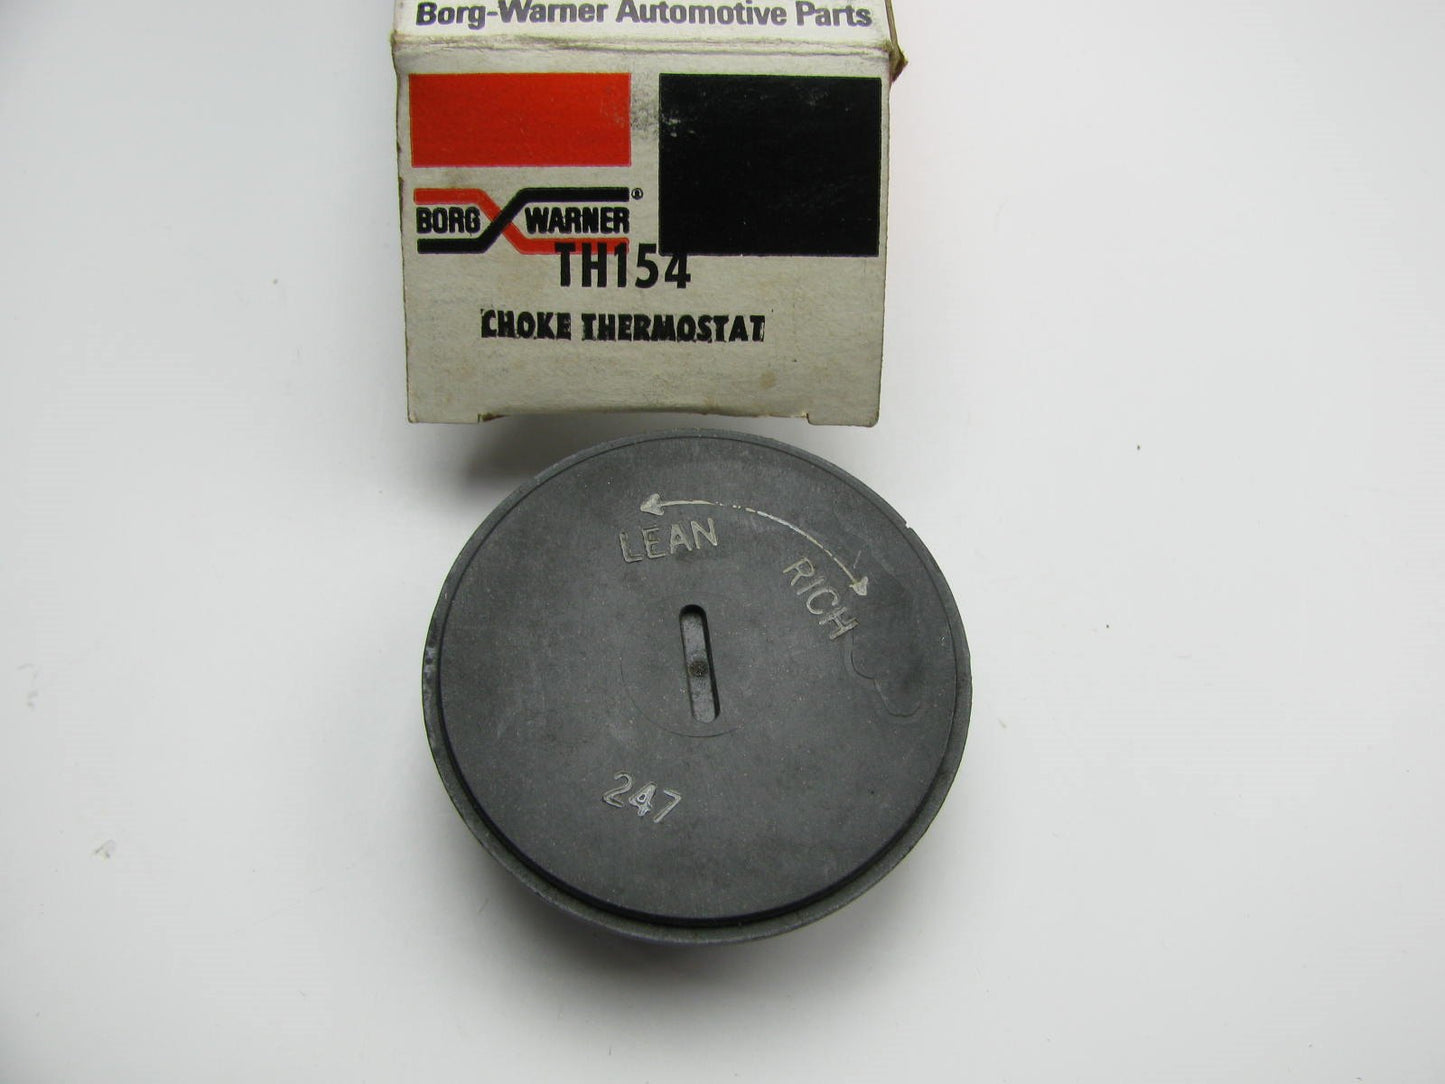 Borg-Warner Automotive Parts
BORG WARNER®
TH154
CHOKE THERMOSTAT
LEAN
RICH
247